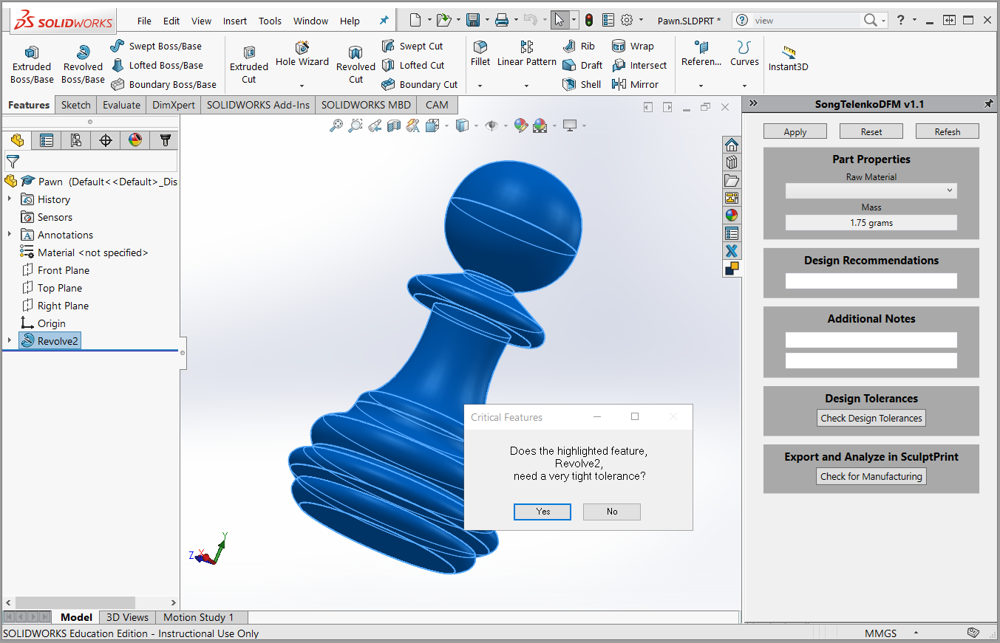 SOLIDWORKS
File Edit View Insert Tools Window Help
Pawn.SLDPRT *
view
?
Extruded Boss/Base
Revolved Boss/Base
Swept Boss/Base
Lofted Boss/Base
Boundary Boss/Base
Extruded Cut
Hole Wizard
Revolved Cut
Swept Cut
Lofted Cut
Boundary Cut
Fillet
Linear Pattern
Rib
Draft
Shell
Wrap
Intersect
Mirror
Referen...
Curves
Instant3D
Features Sketch Evaluate DimXpert SOLIDWORKS Add-Ins SOLIDWORKS MBD CAM
Pawn (Default<<Default>_Dis
History
Sensors
Annotations
Material <not specified>
Front Plane
Top Plane
Right Plane
Origin
Revolve2
Y
X
Z
Critical Features
Does the highlighted feature,
Revolve2,
need a very tight tolerance?
Yes No
SongTelenkoDFM v1.1
Apply Reset Refesh
Part Properties
Raw Material
Mass
1.75 grams
Design Recommendations
Additional Notes
Design Tolerances
Check Design Tolerances
Export and Analyze in SculptPrint
Check for Manufacturing
Model 3D Views Motion Study 1
SOLIDWORKS Education Edition - Instructional Use Only
MMGS